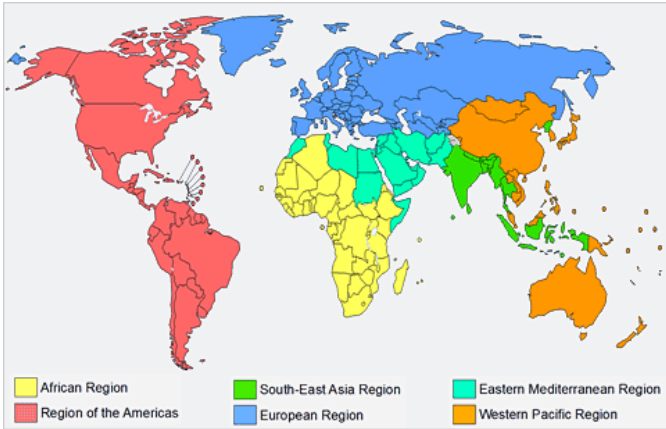 African Region
South-East Asia Region
Eastern Mediterranean Region
Region of the Americas
European Region
Western Pacific Region